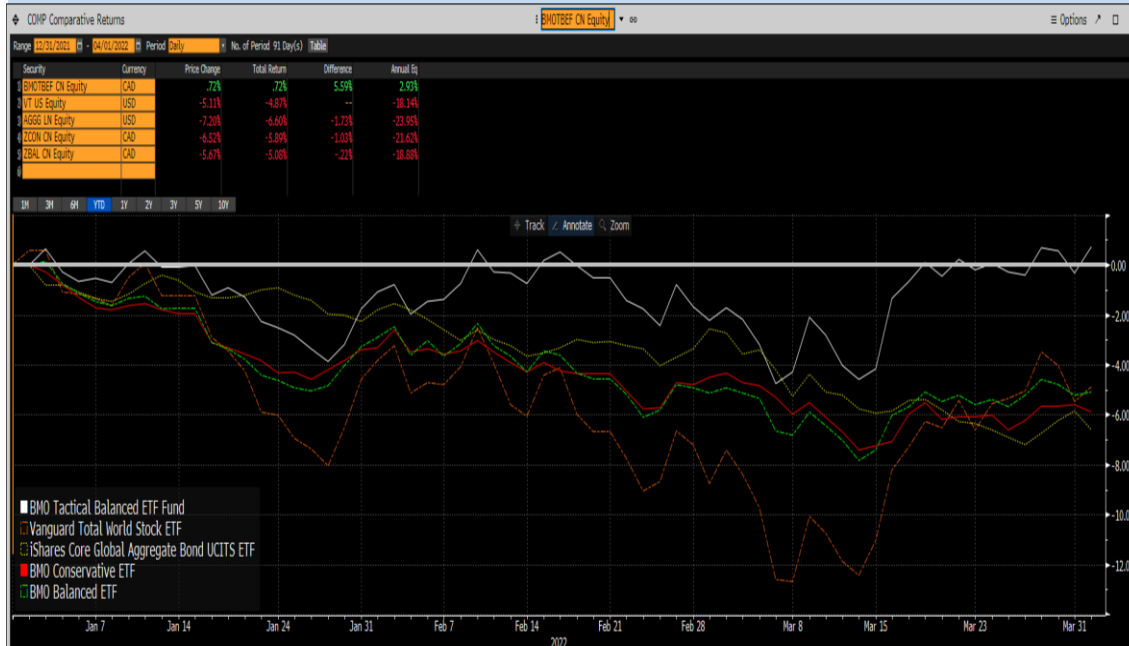 COMP Comparative Returns BMOTBEF CN Equity Options
Range 12/31/2021 - 04/01/2022 Period Daily No. of Period 91 Day(s) Table
Security Currency Price Change Total Return Difference Annual Eq
1 BMOTBEF CN Equity CAD .72% .72% 5.59% 2.93%
2 VT US Equity USD -5.11% -4.87% -- -18.14%
3 AGGG LN Equity USD -7.20% -6.60% -1.73% -23.95%
4 ZCON CN Equity CAD -6.52% -5.89% -1.03% -21.62%
5 ZBAL CN Equity CAD -5.67% -5.08% -.22% -18.88%
6
1M 3M 6M YTD 1Y 2Y 3Y 5Y 10Y
Track Annotate Zoom
0.00
-2.00
-4.00
-6.00
-8.00
-10.00
-12.00
BMO Tactical Balanced ETF Fund
Vanguard Total World Stock ETF
iShares Core Global Aggregate Bond UCITS ETF
BMO Conservative ETF
BMO Balanced ETF
Jan 7 Jan 14 Jan 24 Jan 31 Feb 7 Feb 14 Feb 21 Feb 28 Mar 8 Mar 15 Mar 23 Mar 31
2022